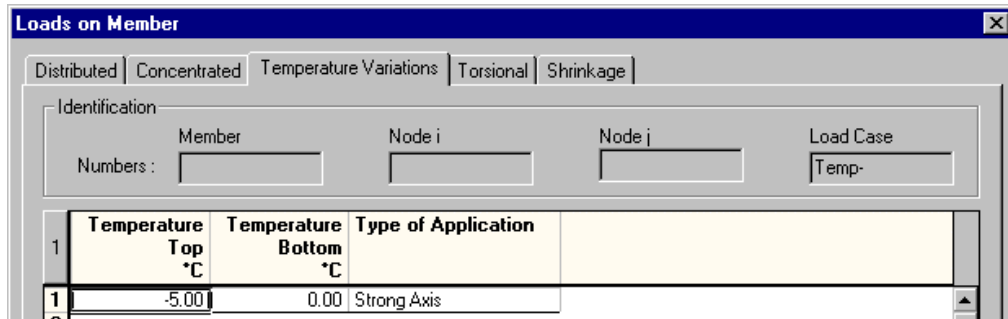 Loads on Member
Distributed Concentrated Temperature Variations Torsional Shrinkage
Identification
Member Node i Node j Load Case
Numbers : Temp-
1 Temperature Top °C Temperature Bottom °C Type of Application
1 -5.00 0.00 Strong Axis